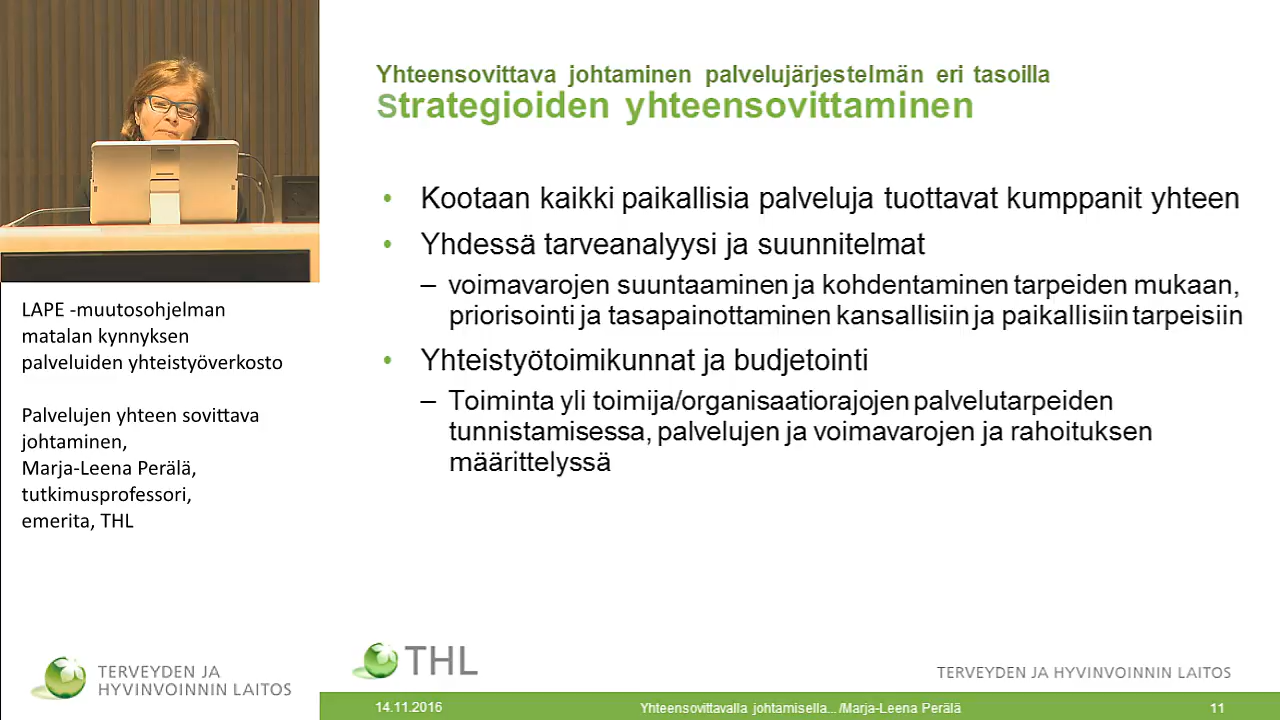 Yhteensovittava johtaminen palvelujärjestelmän eri tasoilla
Strategioiden yhteensovittaminen
• Kootaan kaikki paikallisia palveluja tuottavat kumppanit yhteen
• Yhdessä tarveanalyysi ja suunnitelmat
– voimavarojen suuntaaminen ja kohdentaminen tarpeiden mukaan,
priorisointi ja tasapainottaminen kansallisiin ja paikallisiin tarpeisiin
• Yhteistyötoimikunnat ja budjetointi
– Toiminta yli toimija/organisaatiorajojen palvelutarpeiden
tunnistamisessa, palvelujen ja voimavarojen ja rahoituksen
määrittelyssä
LAPE -muutosohjelman
matalan kynnyksen
palveluiden yhteistyöverkosto
Palvelujen yhteen sovittava
johtaminen,
Marja-Leena Perälä,
tutkimusprofessori,
emerita, THL
TERVEYDEN JA
HYVINVOINNIN LAITOS
THL
TERVEYDEN JA HYVINVOINNIN LAITOS
14.11.2016
Yhteensovittavalla johtamisella... /Marja-Leena Perälä
11